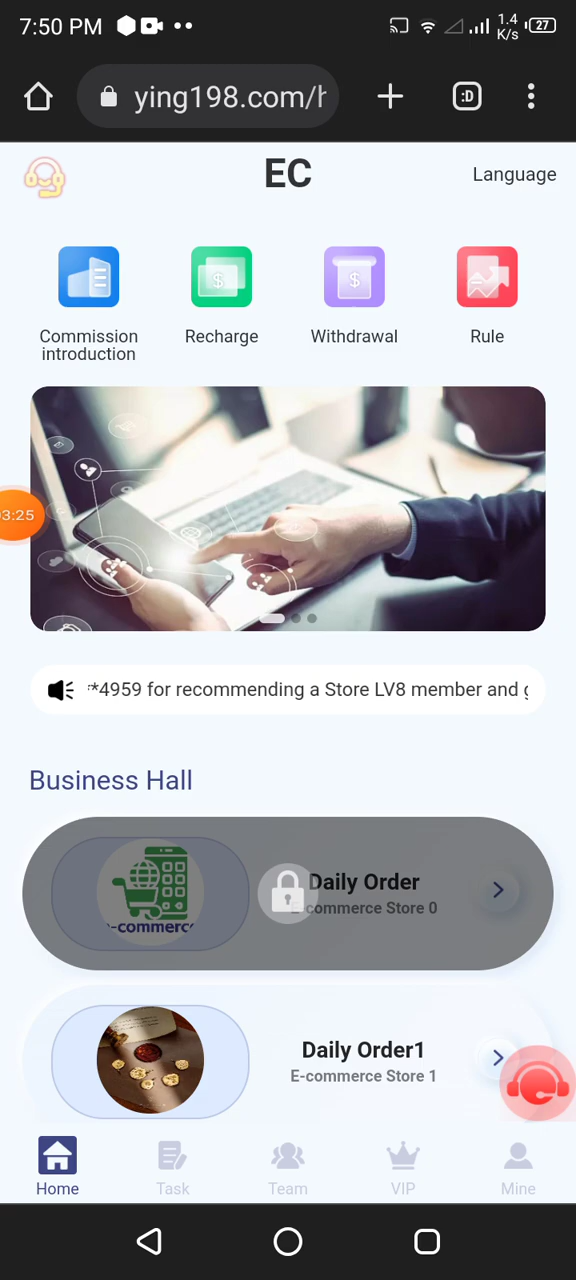 7:50 PM
1.4
K/s
27
ying198.com/h
:D
EC
Language
Commission
introduction
Recharge
Withdrawal
Rule
3:25
*4959 for recommending a Store LV8 member and g
Business Hall
Daily Order
E-commerce Store 0
-commerc
Daily Order1
E-commerce Store 1
Home
Task
Team
VIP
Mine